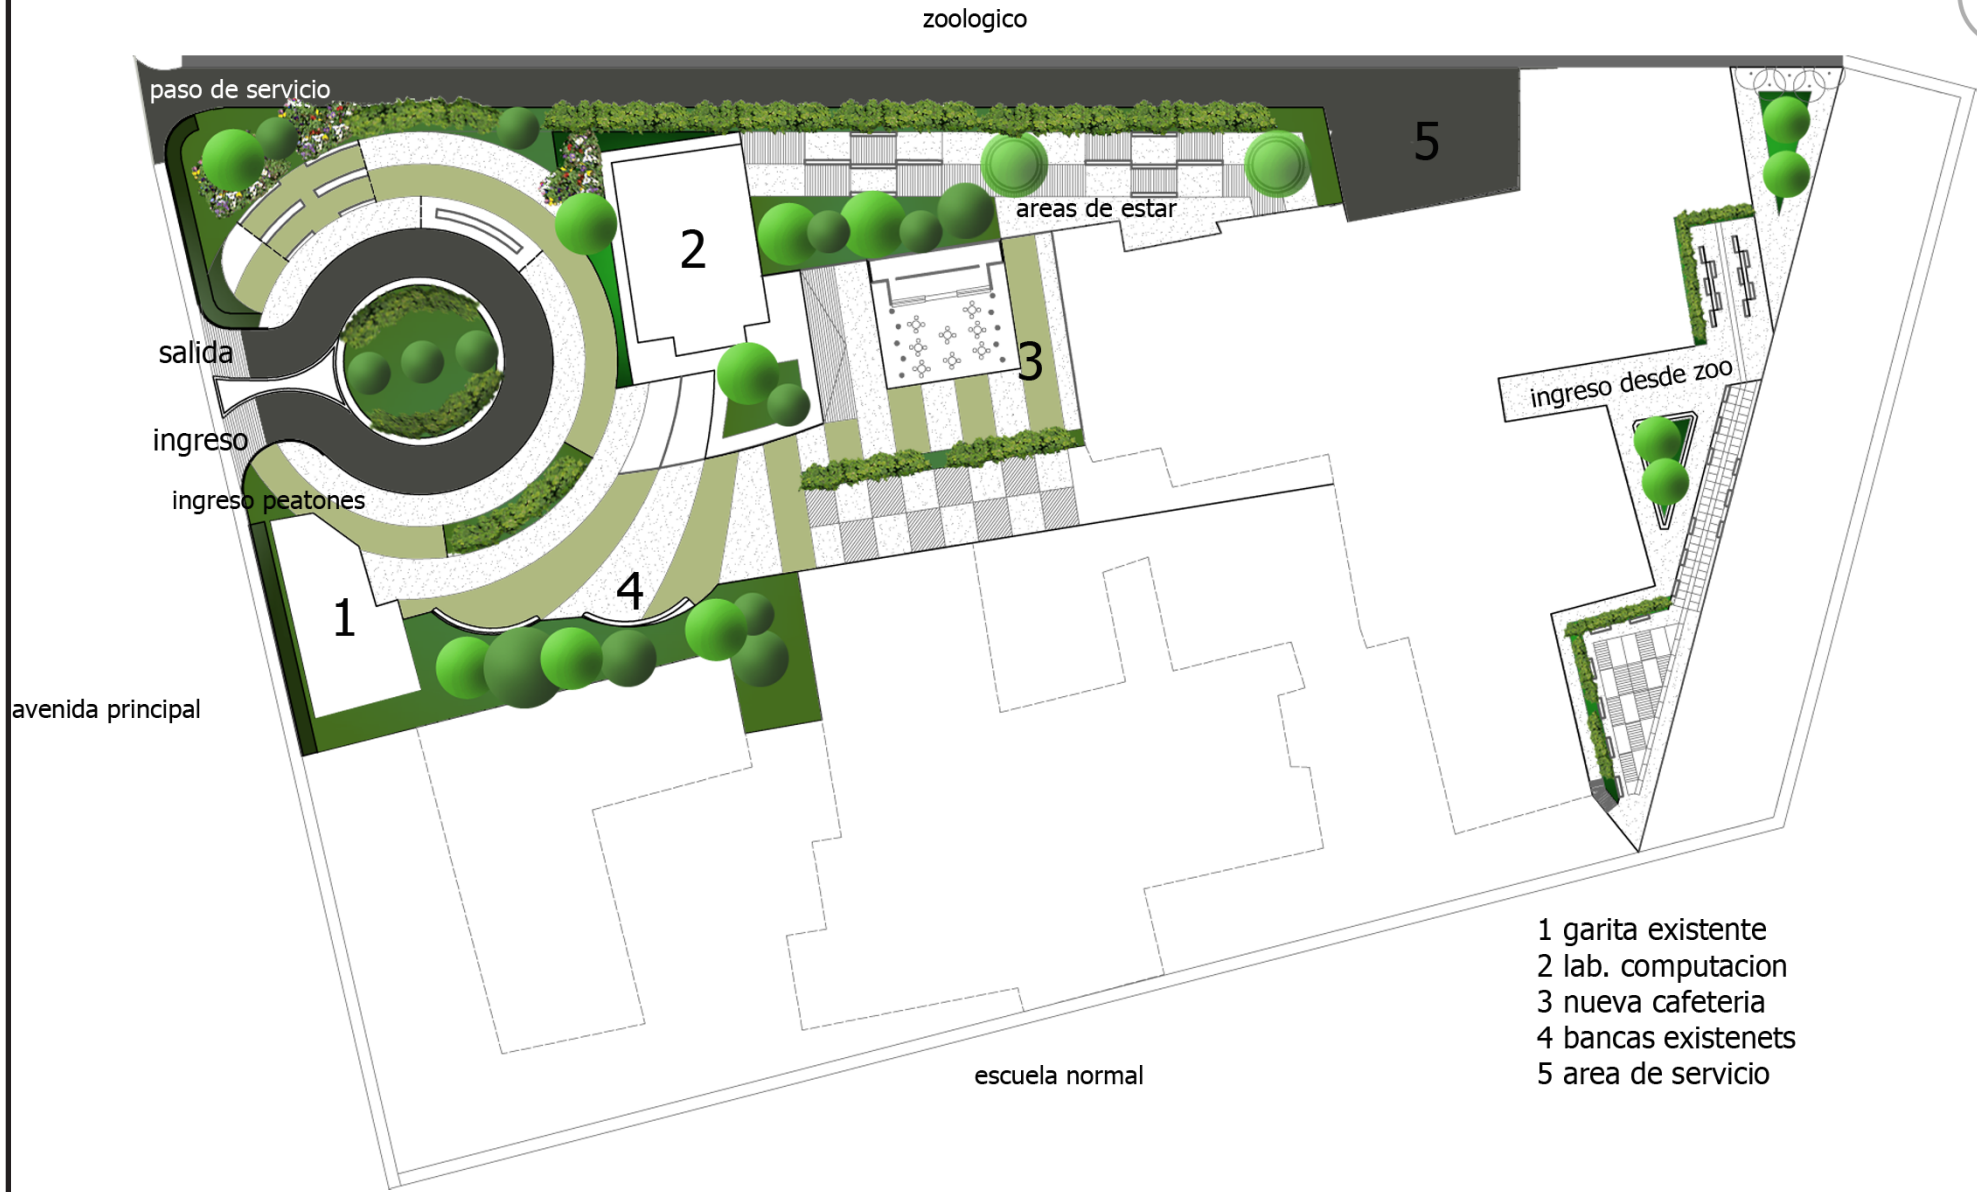 zoologico
paso de servicio
5
2
areas de estar
salida
3
ingreso desde zoo
ingreso
ingreso peatones
4
1
avenida principal
1 garita existente
2 lab. computacion
3 nueva cafeteria
4 bancas existenets
5 area de servicio
escuela normal